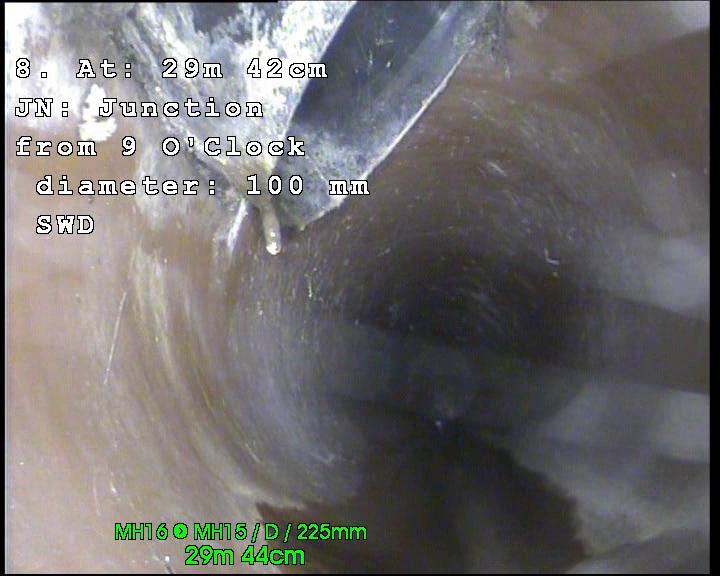 8. At: 29m 42cm
JN: Junction
from 9 O'Clock
diameter: 100 mm
SWD
MH16 MH15 / D / 225mm
29m 44cm